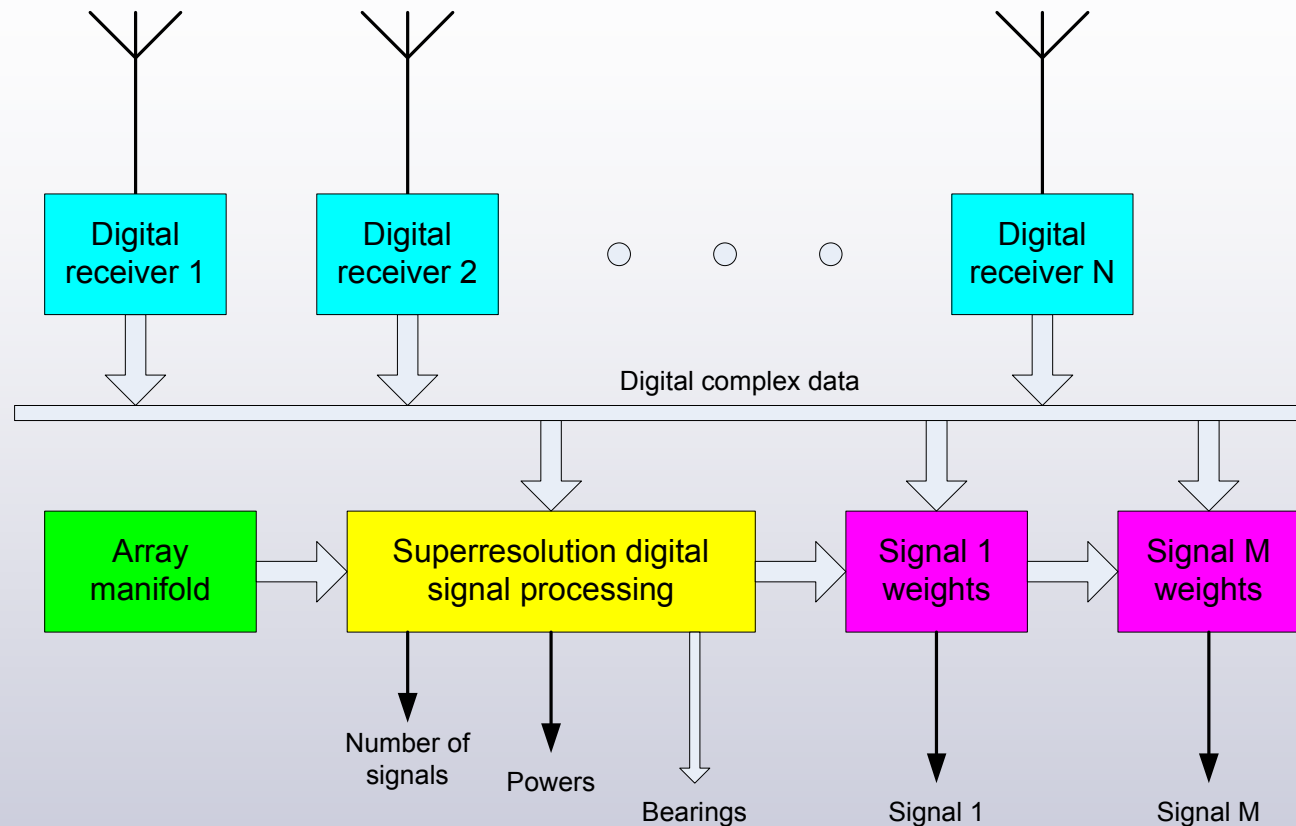 Digital
receiver 1
Digital
receiver 2
Digital
receiver N
Digital complex data
Array
manifold
Superresolution digital
signal processing
Signal 1
weights
Signal M
weights
Number of
signals
Powers
Bearings
Signal 1
Signal M